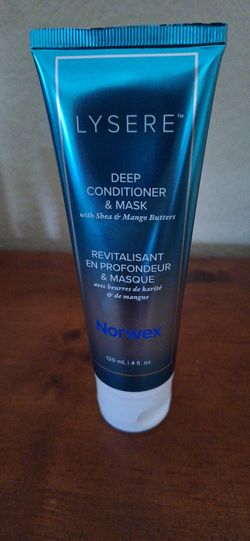 LYSERE™
DEEP
CONDITIONER
& MASK
with Shea & Mango Butters
REVITALISANT
EN PROFONDEUR
& MASQUE
avec beurres de karité
& de mangue
Norwex
120 mL | 4 fl. oz.